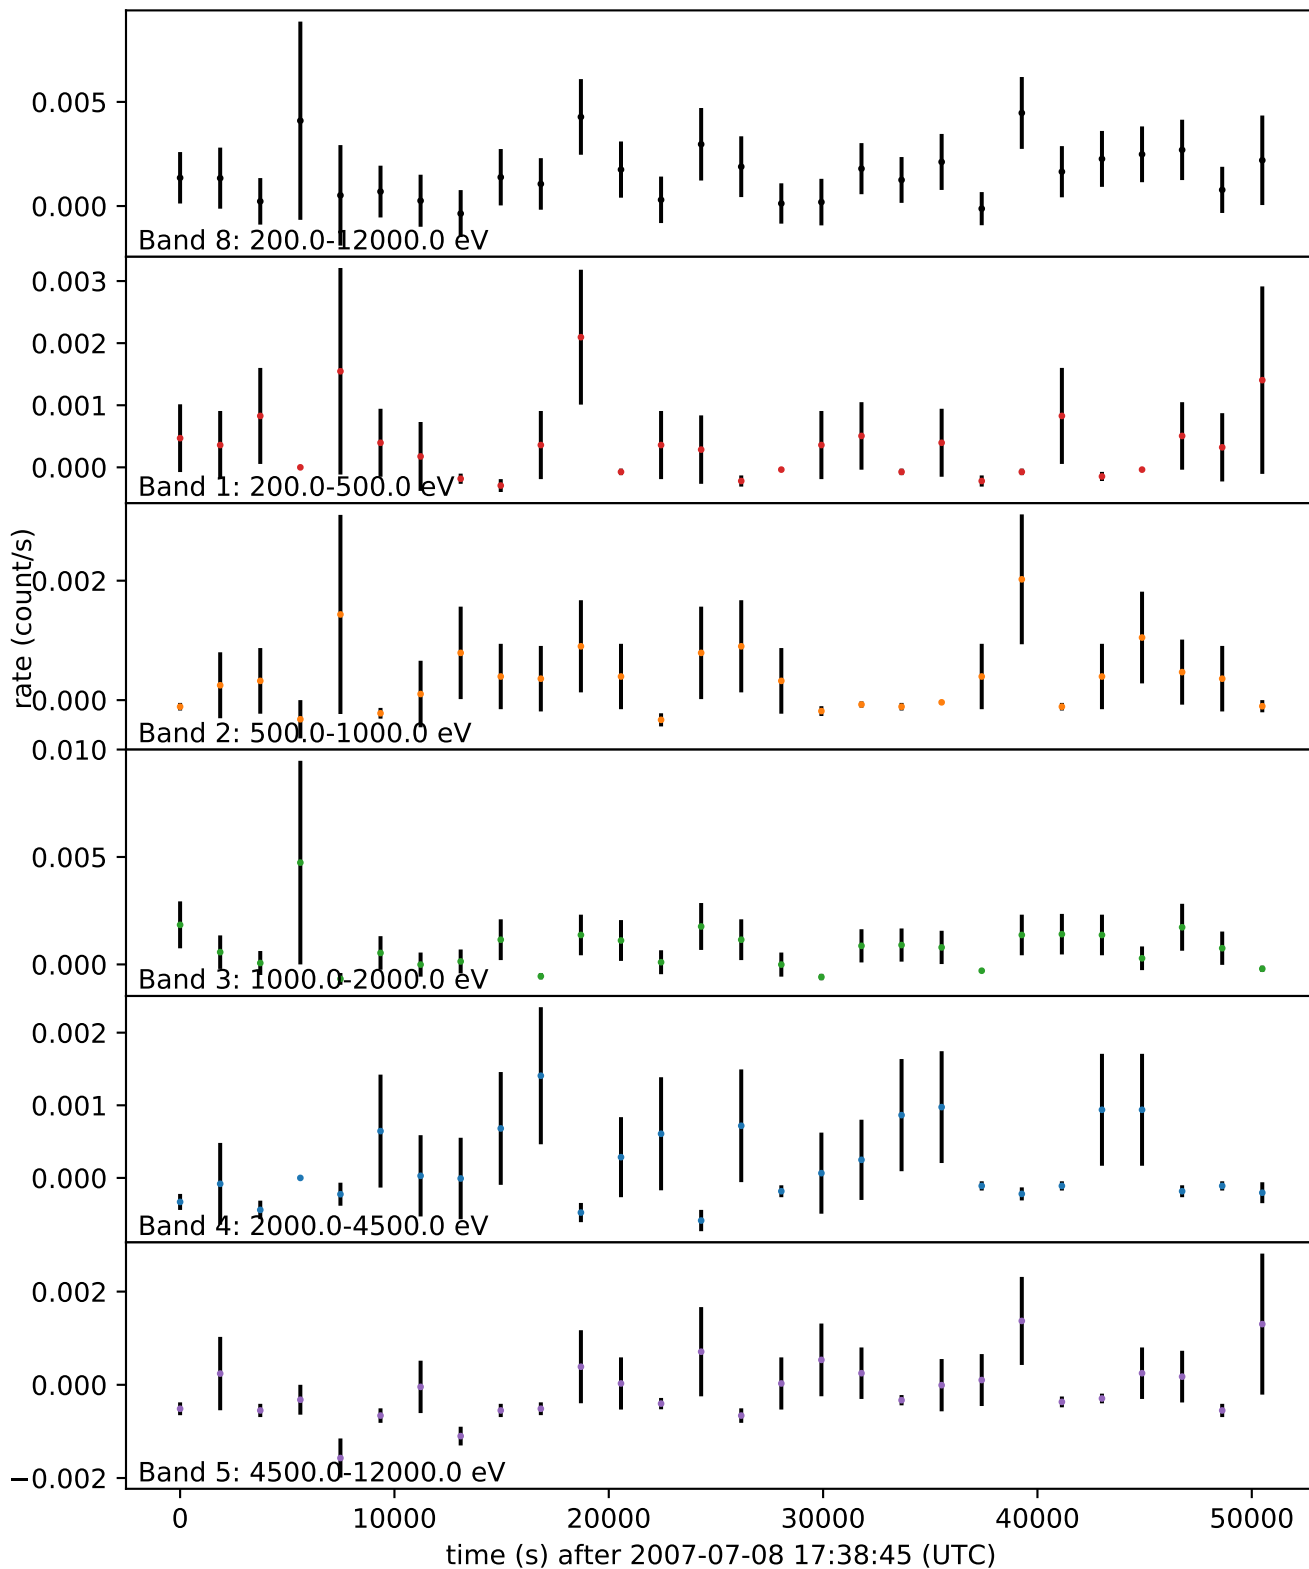 0.005
0.000
Band 8: 200.0-12000.0 eV
0.003
0.002
0.001
0.000
Band 1: 200.0-500.0 eV
rate (count/s)
0.002
0.000
Band 2: 500.0-1000.0 eV
0.010
0.005
0.000
Band 3: 1000.0-2000.0 eV
0.002
0.001
0.000
Band 4: 2000.0-4500.0 eV
0.002
0.000
−0.002
Band 5: 4500.0-12000.0 eV
0 10000 20000 30000 40000 50000
time (s) after 2007-07-08 17:38:45 (UTC)